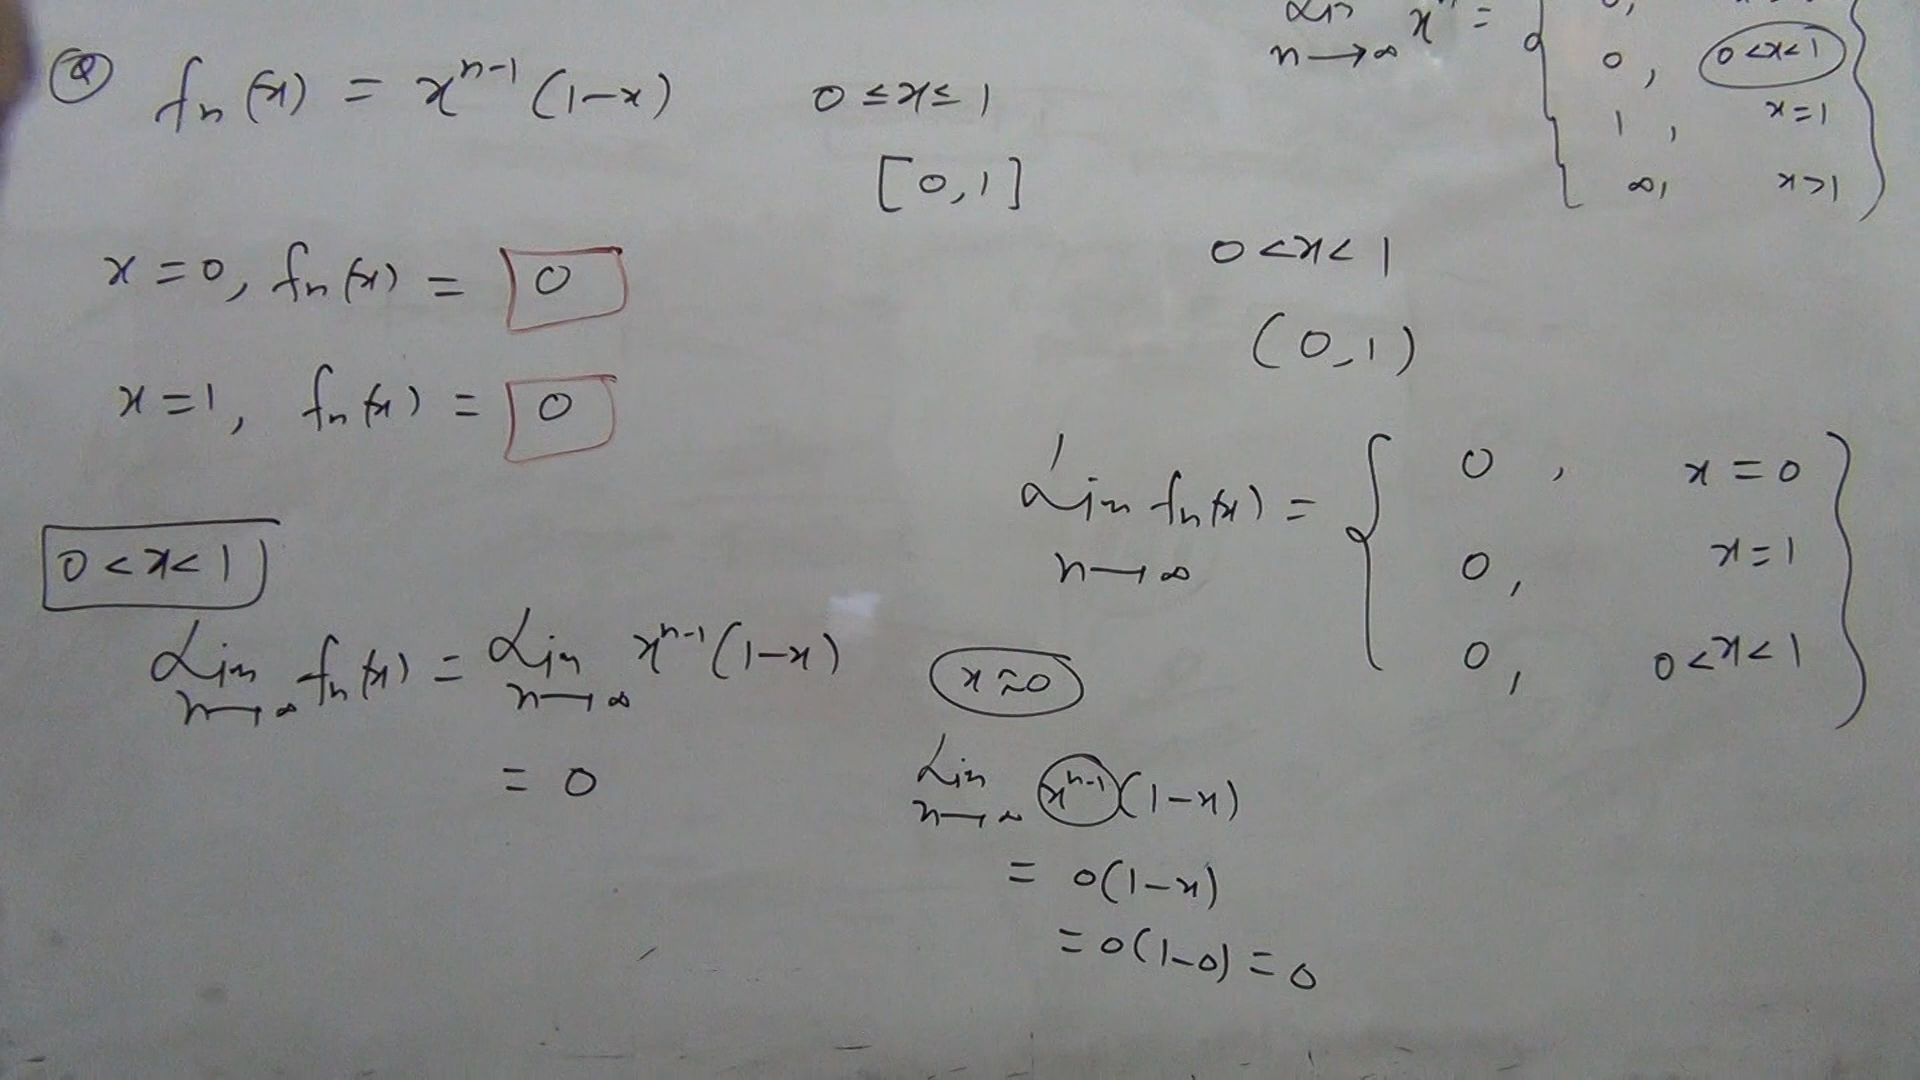 Q fn(x) = x^{n-1}(1-x) 0 ≤ x ≤ 1
[0,1]
x = 0, fn(x) = 0
x = 1, fn(x) = 0
0 < x < 1
Lim n→∞ fn(x) = Lim n→∞ x^{n-1}(1-x)
= 0
Lim n→∞ x^n = {
0, 0 < x < 1
1, x = 1
∞, x > 1 }
0 < x < 1
(0,1)
Lim n→∞ fn(x) = { 0, x = 0
0, x = 1
0, 0 < x < 1 }
x ≈ 0
Lim n→∞ x^{n-1}(1-x)
= 0(1-x)
= 0(1-0) = 0